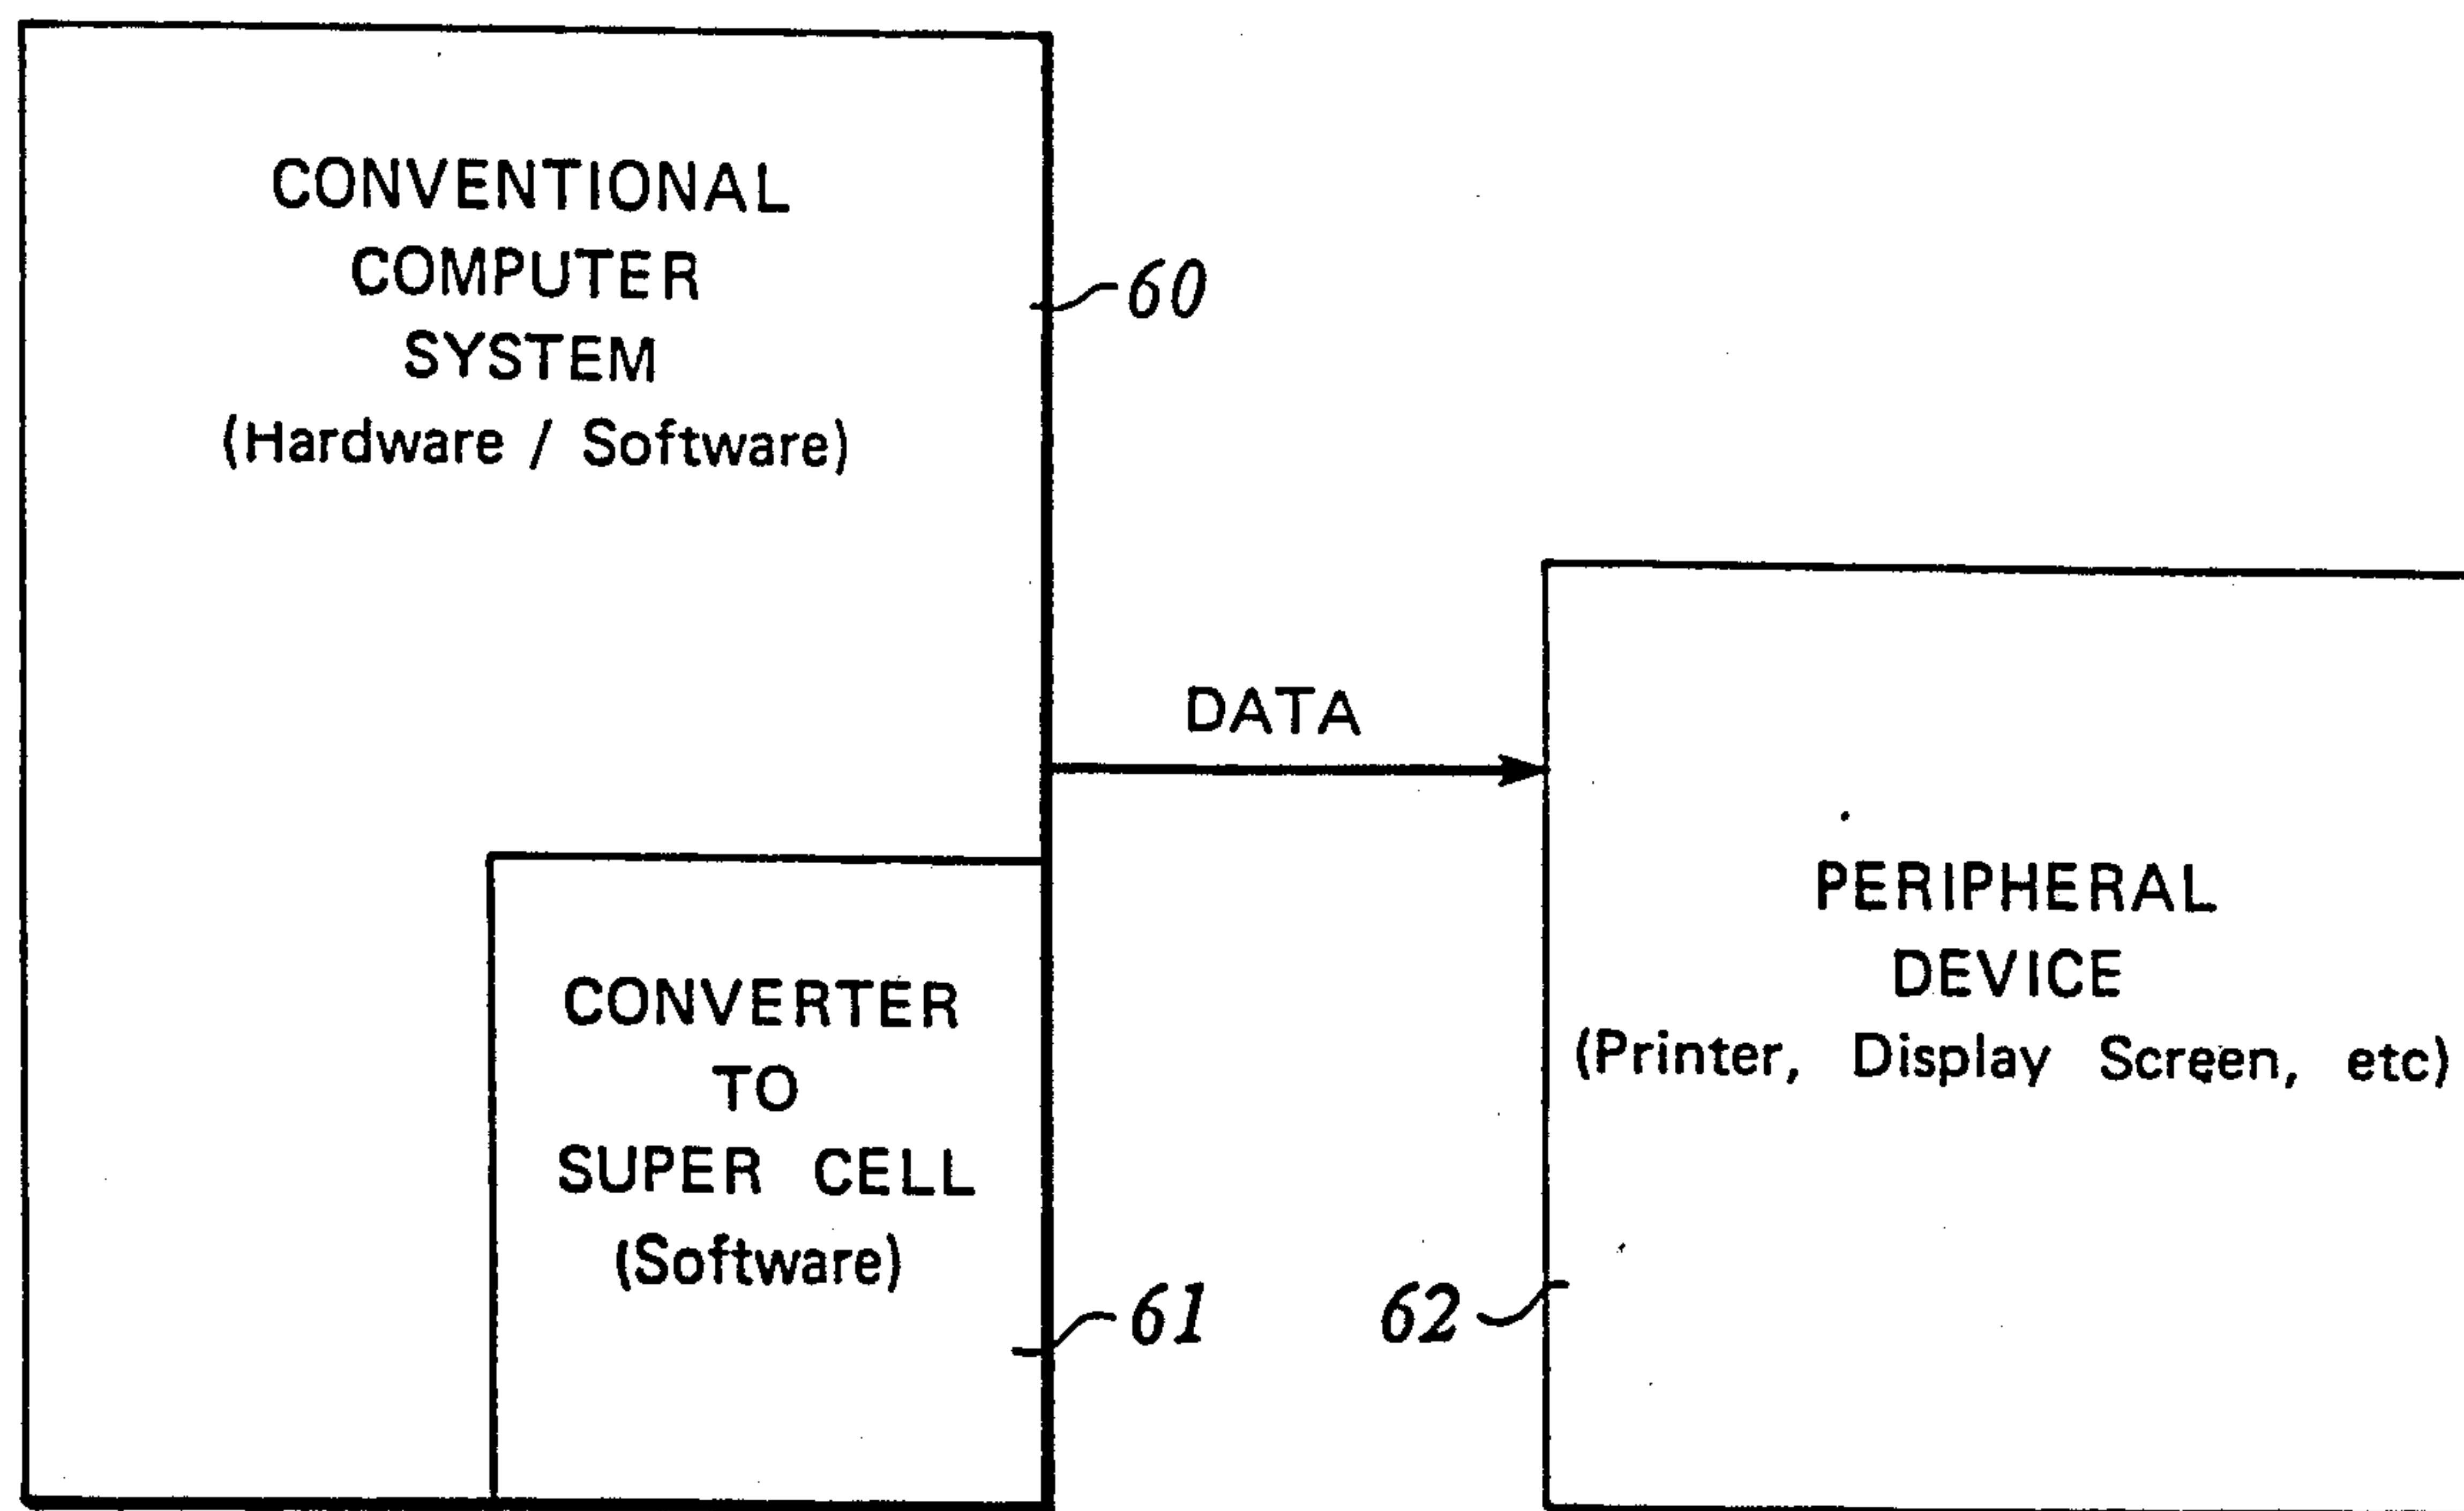 CONVENTIONAL
COMPUTER
SYSTEM
(Hardware / Software)
60
DATA
CONVERTER
TO
SUPER CELL
(Software)
61
PERIPHERAL
DEVICE
(Printer, Display Screen, etc)
62